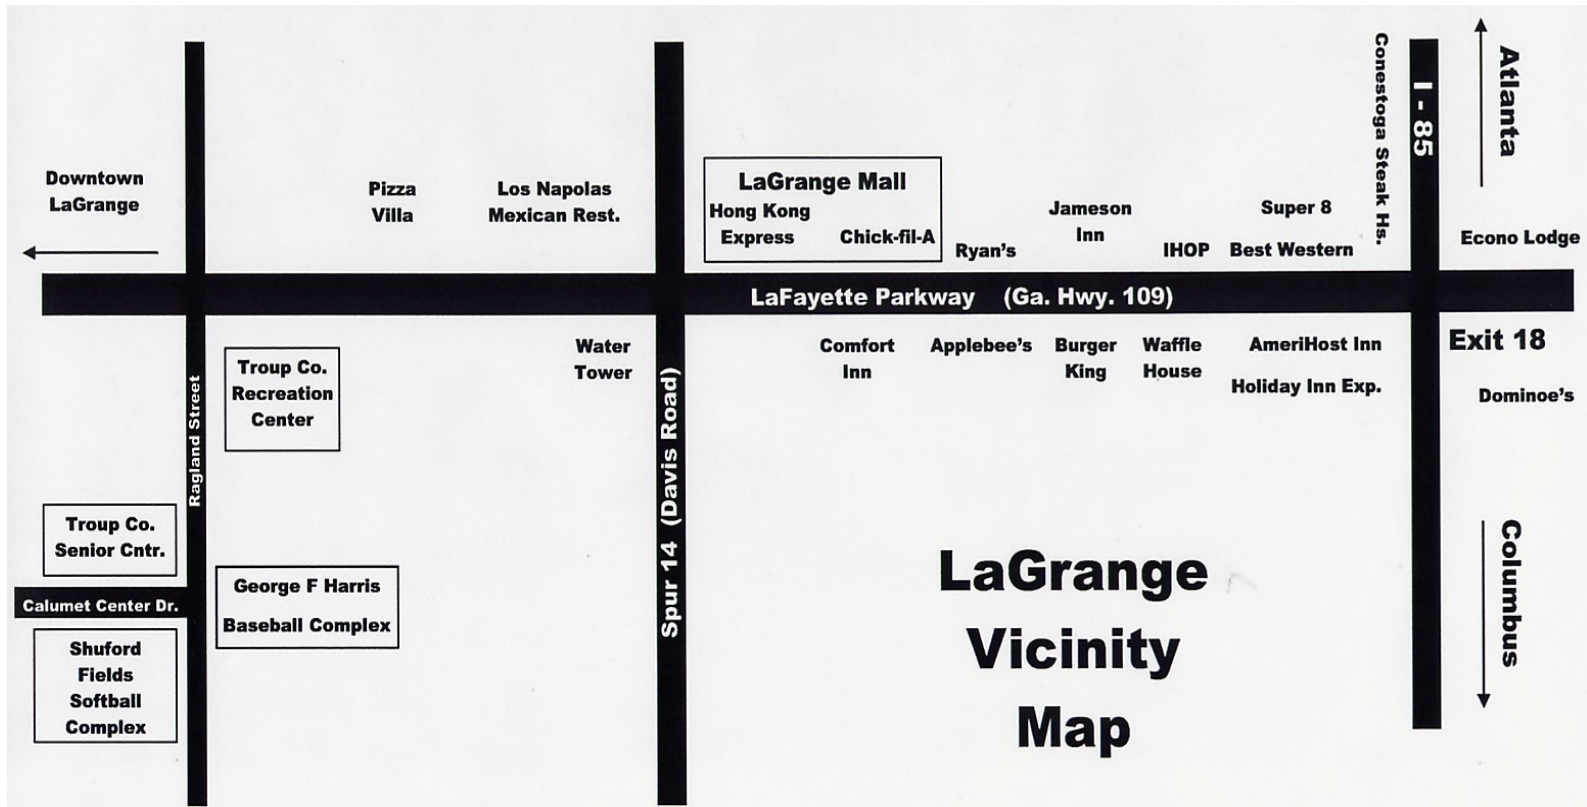 Downtown
LaGrange
Pizza
Villa
Los Napolas
Mexican Rest.
LaGrange Mall
Hong Kong
Express
Chick-fil-A
Ryan's
Jameson
Inn
IHOP
Super 8
Best Western
Conestoga Steak Hs.
I - 85
Atlanta
Econo Lodge
LaFayette Parkway (Ga. Hwy. 109)
Troup Co.
Recreation
Center
Water
Tower
Comfort
Inn
Applebee's
Burger
King
Waffle
House
AmeriHost Inn
Holiday Inn Exp.
Exit 18
Dominoe's
Ragland Street
Spur 14 (Davis Road)
Troup Co.
Senior Cntr.
Calumet Center Dr.
George F Harris
Baseball Complex
Shuford
Fields
Softball
Complex
LaGrange
Vicinity
Map
Columbus